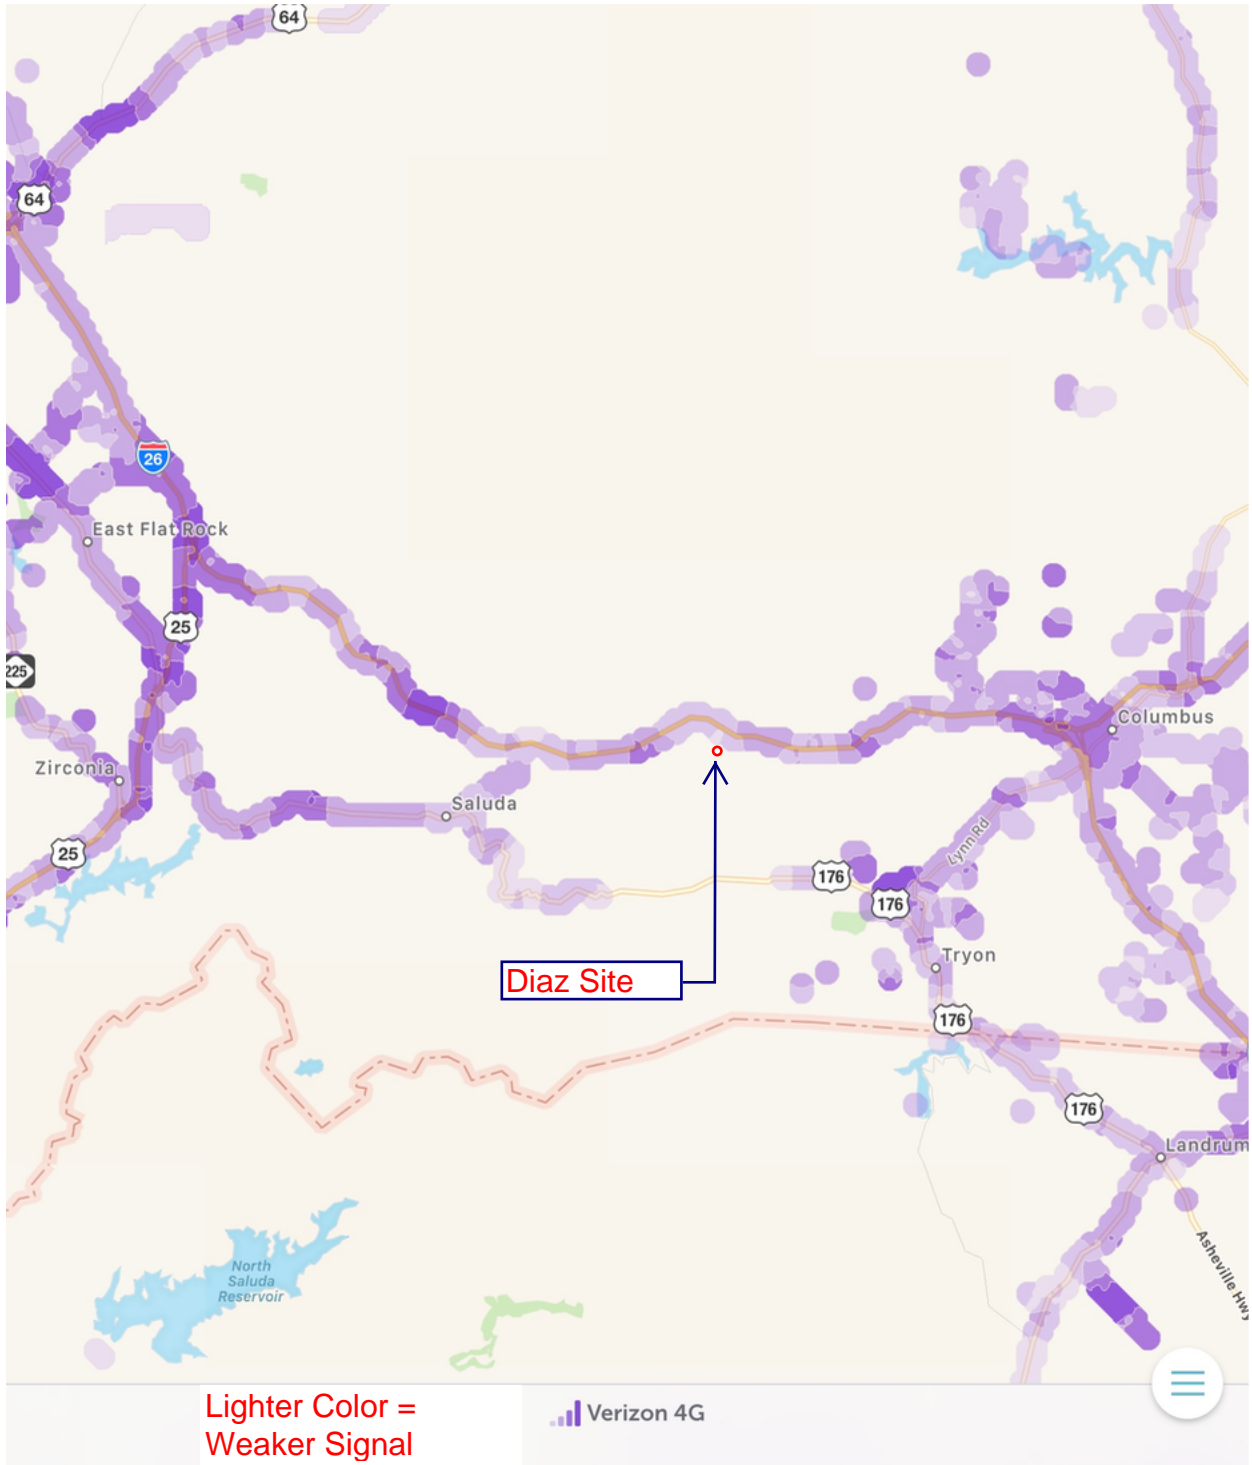 64
64
26
East Flat Rock
25
225
Columbus
Zirconia
Saluda
25
Lynn Rd
176
176
Diaz Site
Tryon
176
176
Landrum
Asheville Hwy
North
Saluda
Reservoir
Lighter Color =
Weaker Signal
Verizon 4G